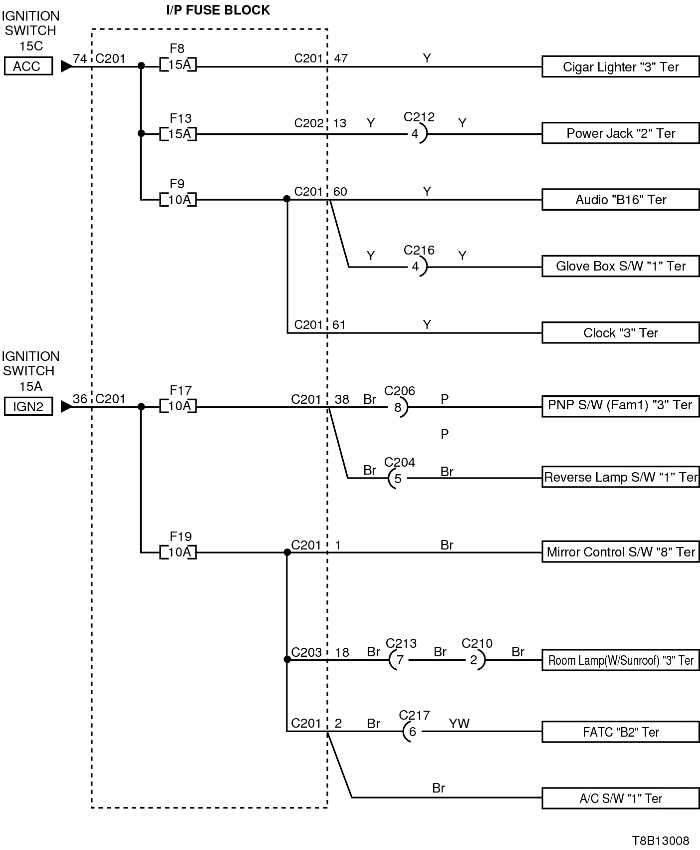 I/P FUSE BLOCK
IGNITION
SWITCH
15C
ACC
74 C201
F8
15A
C201 47 Y
Cigar Lighter "3" Ter
F13
15A
C202 13 Y
C212
4
Y
Power Jack "2" Ter
F9
10A
C201 60 Y
Audio "B16" Ter
Y
C216
4
Y
Glove Box S/W "1" Ter
C201 61 Y
Clock "3" Ter
IGNITION
SWITCH
15A
IGN2
36 C201
F17
10A
C201 38 Br
C206
8
P
PNP S/W (Fam1) "3" Ter
P
Br
C204
5
Br
Reverse Lamp S/W "1" Ter
F19
10A
C201 1 Br
Mirror Control S/W "8" Ter
C203 18 Br
C213
7
Br
C210
2
Br
Room Lamp(W/Sunroof) "3" Ter
C201 2 Br
C217
6
YW
FATC "B2" Ter
Br
A/C S/W "1" Ter
T8B13008